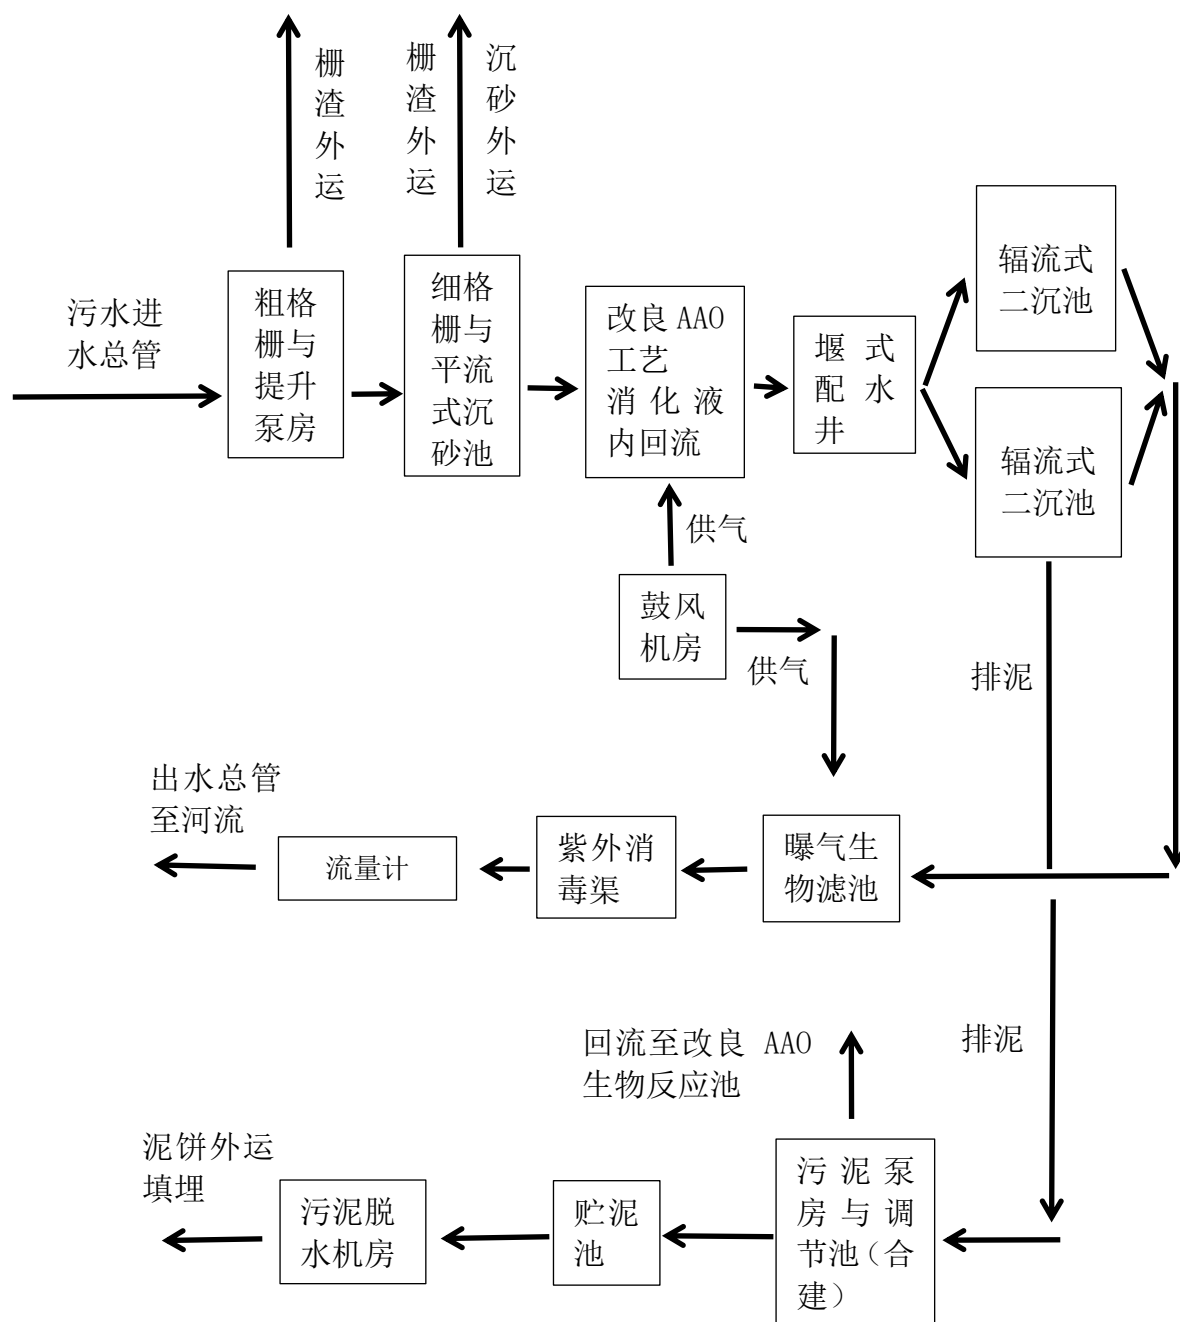 栅渣外运
栅渣外运
沉砂外运
污水进
水总管
粗格
栅与
提升
泵房
细格
栅与
平流
式沉
砂池
改良 AAO
工艺
消 化 液
内回流
堰 式
配 水
井
辐流式
二沉池
辐流式
二沉池
供气
鼓风
机房
供气
排泥
出水总管
至河流
流量计
紫外消
毒渠
曝气生
物滤池
排泥
回流至改良 AAO
生物反应池
泥饼外运
填埋
污泥脱
水机房
贮泥
池
污 泥 泵
房 与 调
节池（合
建）